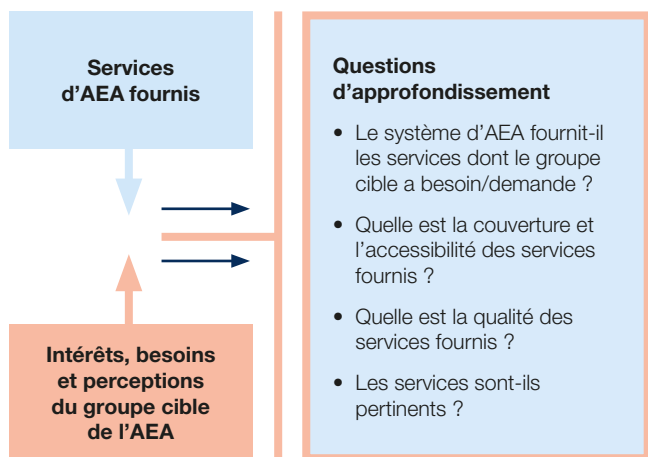 Services
d’AEA fournis
Intérêts, besoins
et perceptions
du groupe cible
de l’AEA
Questions
d’approfondissement
• Le système d’AEA fournit-il
les services dont le groupe
cible a besoin/demande ?
• Quelle est la couverture et
l’accessibilité des services
fournis ?
• Quelle est la qualité des
services fournis ?
• Les services sont-ils
pertinents ?